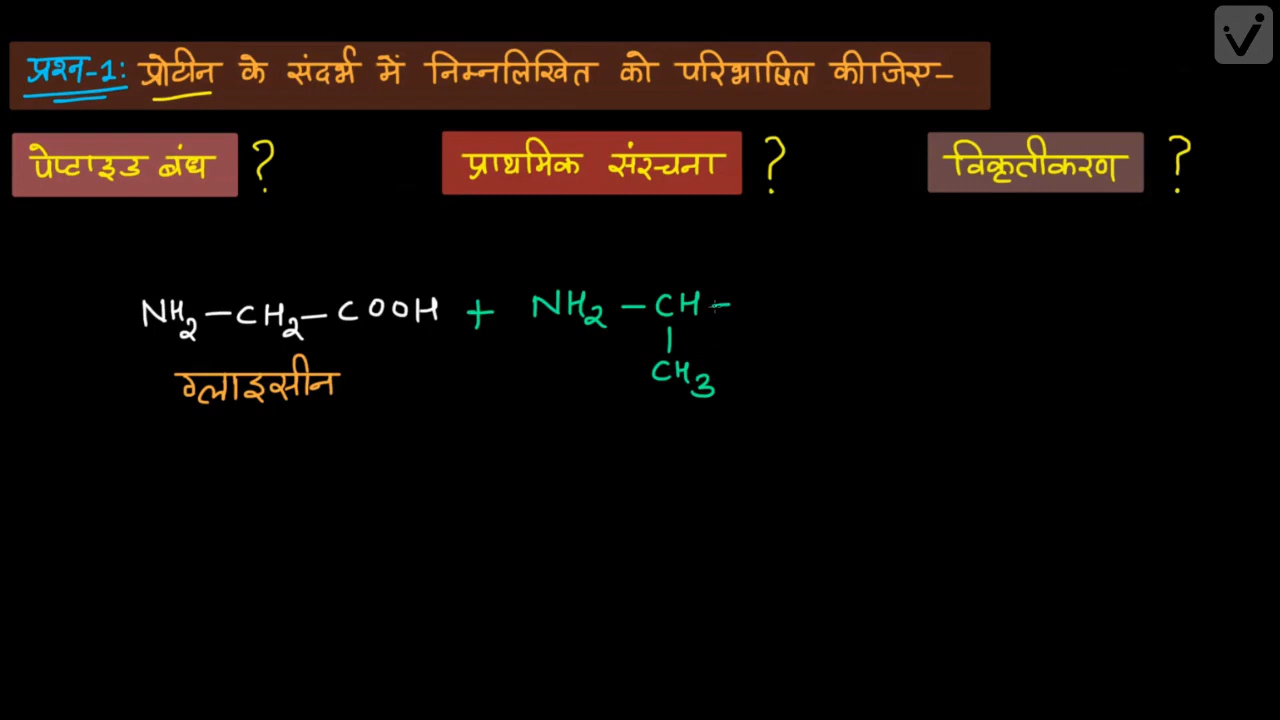 प्रश्न-1: प्रोटीन के संदर्भ में निम्नलिखित को परिभाषित कीजिए-
पेप्टाइड बंध ? प्राथमिक संरचना ? विकृतीकरण ?
NH2-CH2-COOH + NH2-CH-
|
CH3
ग्लाइसीन